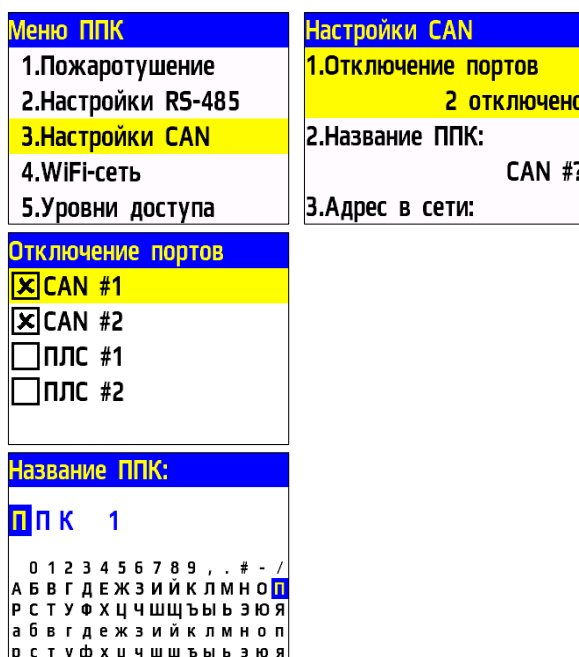 Меню ППК
1.Пожаротушение
2.Настройки RS-485
3.Настройки CAN
4.WiFi-сеть
5.Уровни доступа
Настройки CAN
1.Отключение портов
2 отключено
2.Название ППК:
CAN #?
3.Адрес в сети:
Отключение портов
CAN #1
CAN #2
ПЛС #1
ПЛС #2
Название ППК:
ППК 1
0 1 2 3 4 5 6 7 8 9 , . # - /
А Б В Г Д Е Ж З И Й К Л М Н О П
Р С Т У Ф Х Ц Ч Ш Щ Ъ Ы Ь Э Ю Я
а б в г д е ж з и й к л м н о п
р с т у ф х ц ч ш щ ъ ы ь э ю я